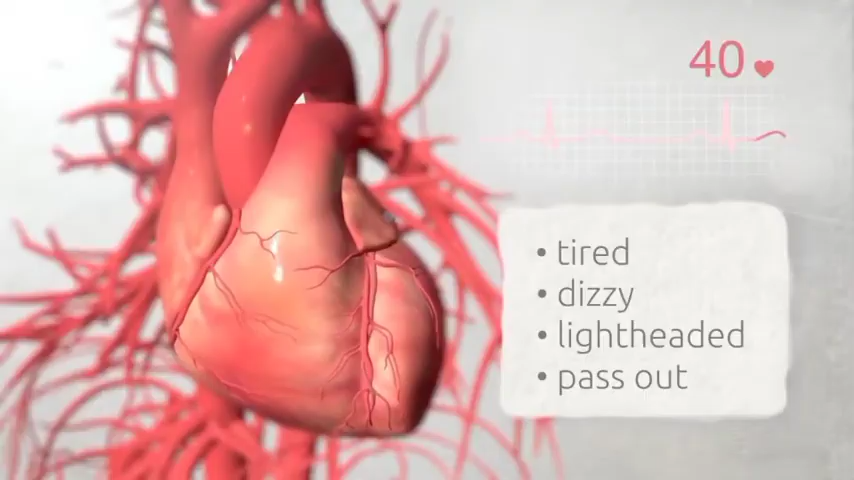 40
• tired
• dizzy
• lightheaded
• pass out